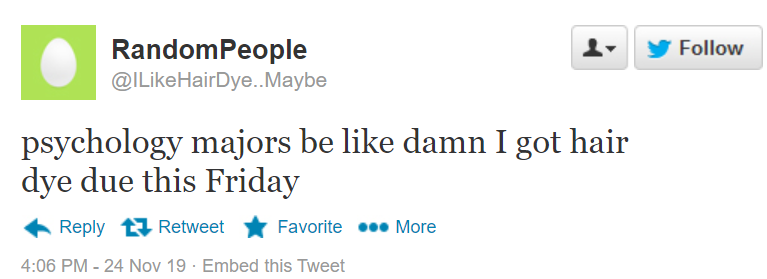 RandomPeople
Follow
@ILikeHairDye..Maybe
psychology majors be like damn I got hair
dye due this Friday
Reply Retweet Favorite More
4:06 PM - 24 Nov 19 · Embed this Tweet